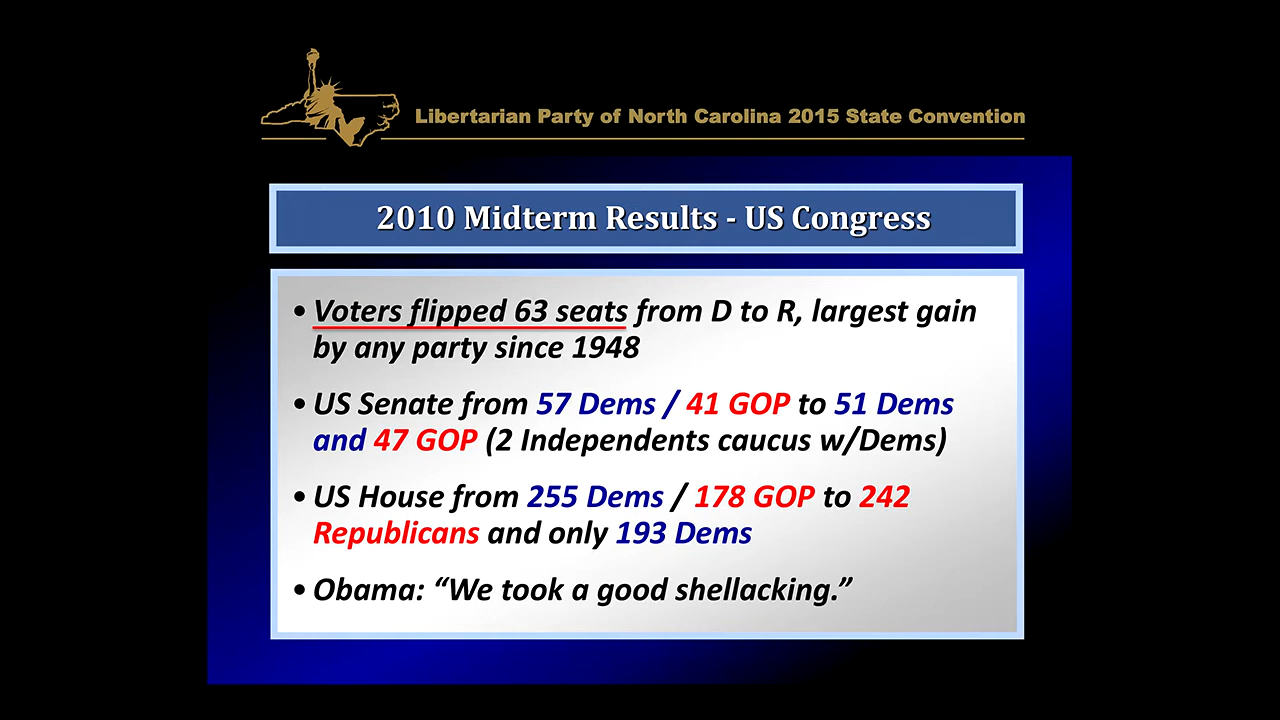 Libertarian Party of North Carolina 2015 State Convention
2010 Midterm Results - US Congress
• Voters flipped 63 seats from D to R, largest gain
by any party since 1948
• US Senate from 57 Dems / 41 GOP to 51 Dems
and 47 GOP (2 Independents caucus w/Dems)
• US House from 255 Dems / 178 GOP to 242
Republicans and only 193 Dems
• Obama: “We took a good shellacking.”